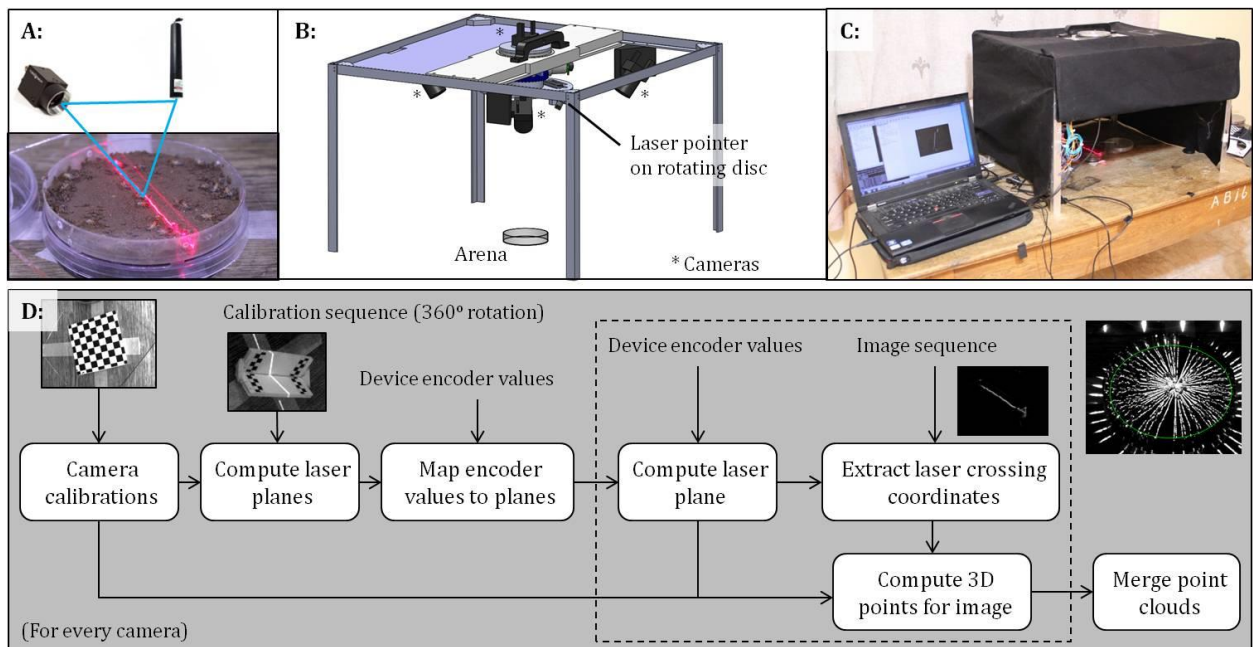 A:
B:
*
*
*
*
Laser pointer
on rotating disc
Arena
* Cameras
C:
AB16
D:
Calibration sequence (360º rotation)
Device encoder values
Device encoder values
Image sequence
Camera
calibrations
Compute laser
planes
Map encoder
values to planes
Compute laser
plane
Extract laser crossing
coordinates
Compute 3D
points for image
Merge point
clouds
(For every camera)